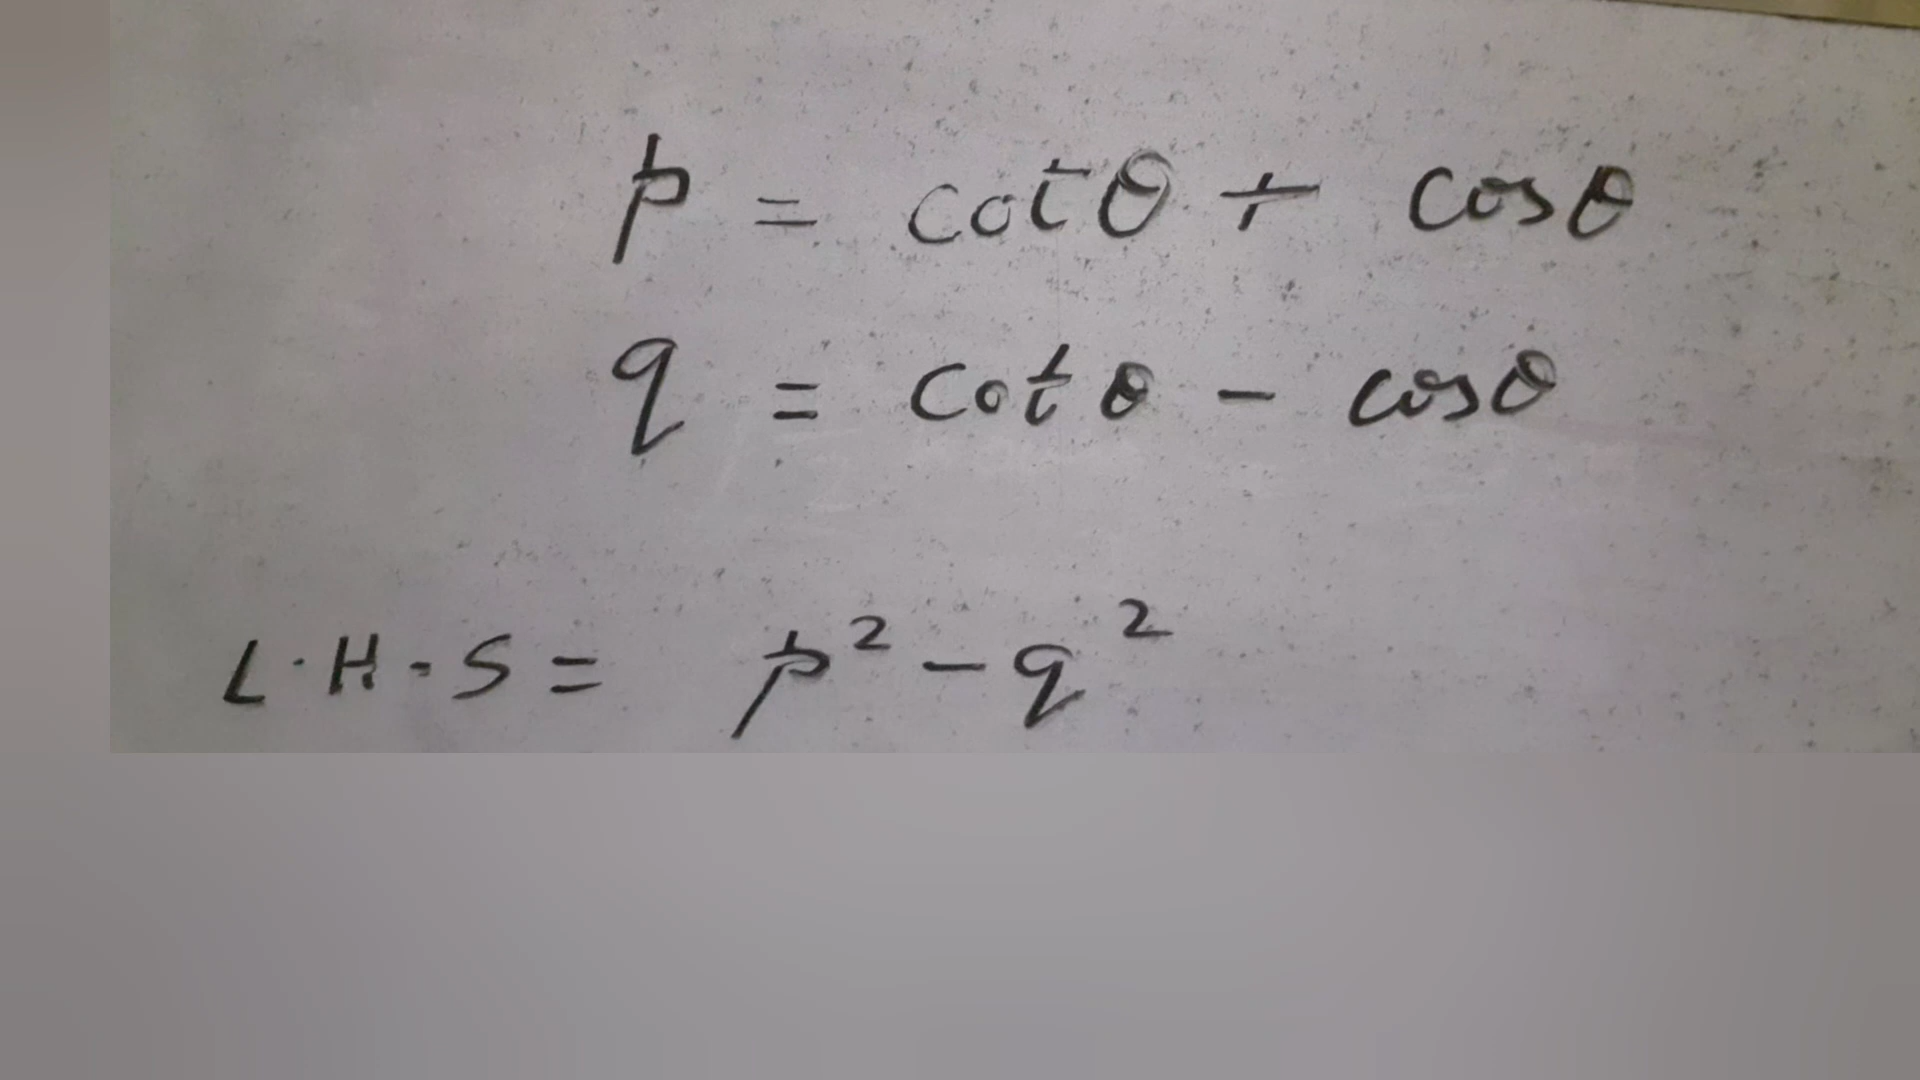 p = cotθ + cosθ
q = cotθ - cosθ
L.H.S = p² - q²